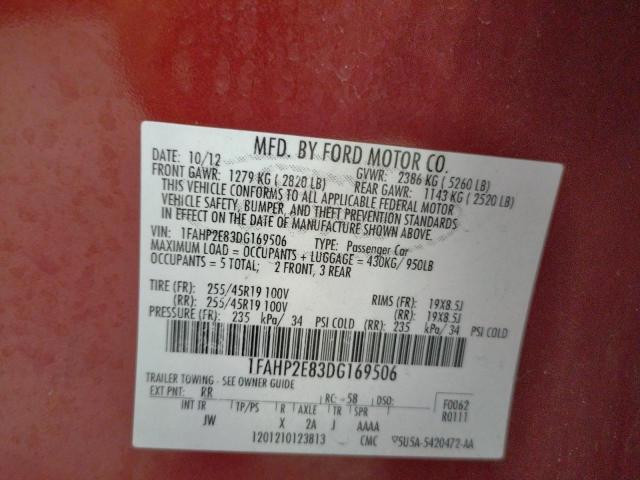 MFD. BY FORD MOTOR CO.
DATE: 10/12 GVWR: 2386 KG ( 5260 LB)
FRONT GAWR: 1279 KG ( 2820 LB) REAR GAWR: 1143 KG ( 2520 LB)
THIS VEHICLE CONFORMS TO ALL APPLICABLE FEDERAL MOTOR
VEHICLE SAFETY, BUMPER, AND THEFT PREVENTION STANDARDS
IN EFFECT ON THE DATE OF MANUFACTURE SHOWN ABOVE.
VIN: 1FAHP2E83DG169506 TYPE: Passenger Car
MAXIMUM LOAD = OCCUPANTS + LUGGAGE = 430KG/ 950LB
OCCUPANTS = 5 TOTAL; 2 FRONT, 3 REAR
TIRE (FR): 255/45R19 100V RIMS (FR): 19X8.5J
(RR): 255/45R19 100V (RR): 19X8.5J
PRESSURE (FR): 235 kPa/ 34 PSI COLD (RR): 235 kPa/ 34 PSI COLD
1FAHP2E83DG169506
TRAILER TOWING - SEE OWNER GUIDE
EXT PNT: RR RC: 58 DSO: F0062
INT TR TP/PS R AXLE TR SPR R0111
JW X 2A J AAAA
1201210123813 CMC 5USA-5420472-AA